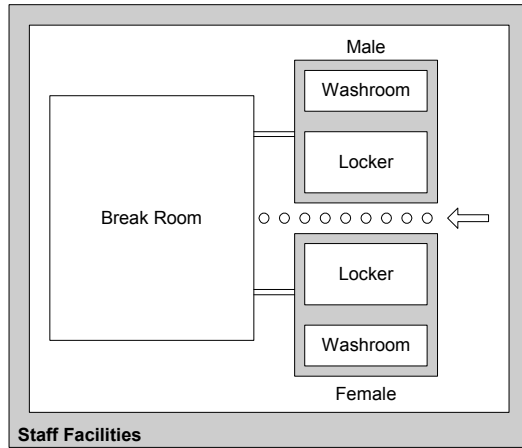 Male
Washroom
Locker
Break Room
Locker
Washroom
Female
Staff Facilities